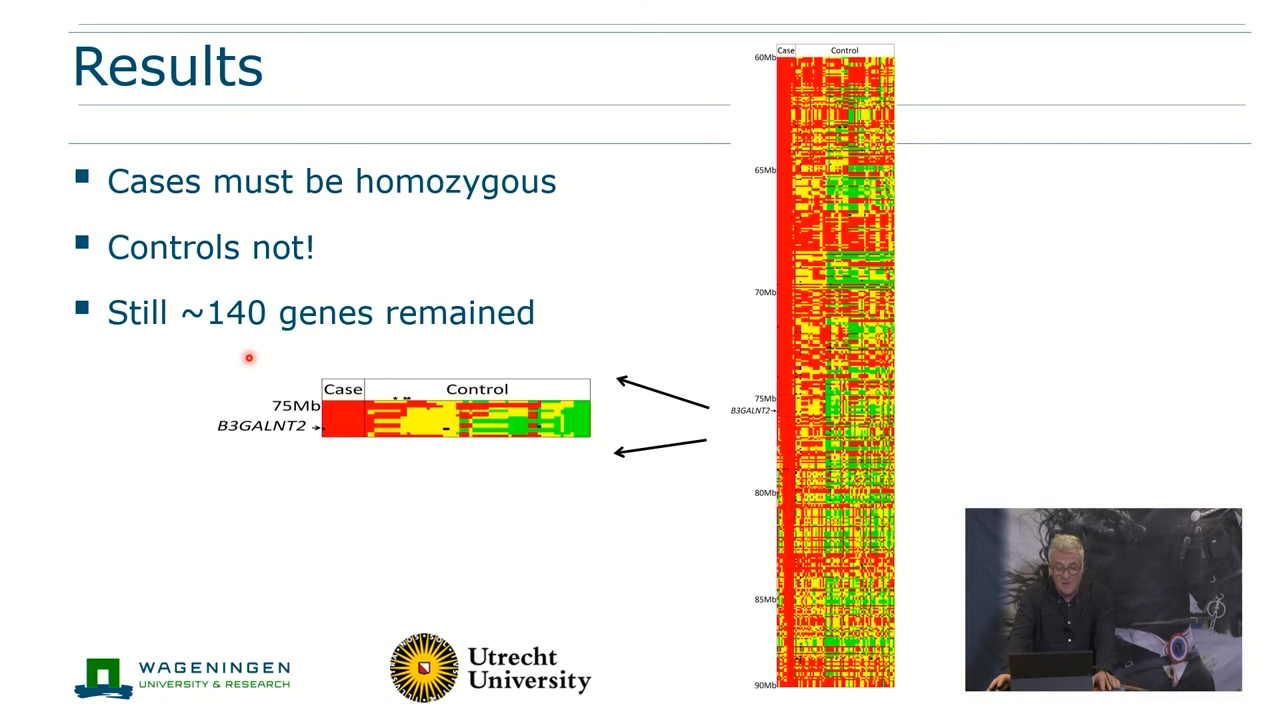 Results
Cases must be homozygous
Controls not!
Still ~140 genes remained
Case Control
75Mb
B3GALNT2
Case Control
60Mb
65Mb
70Mb
75Mb
B3GALNT2
80Mb
85Mb
90Mb
WAGENINGEN
UNIVERSITY & RESEARCH
Utrecht
University